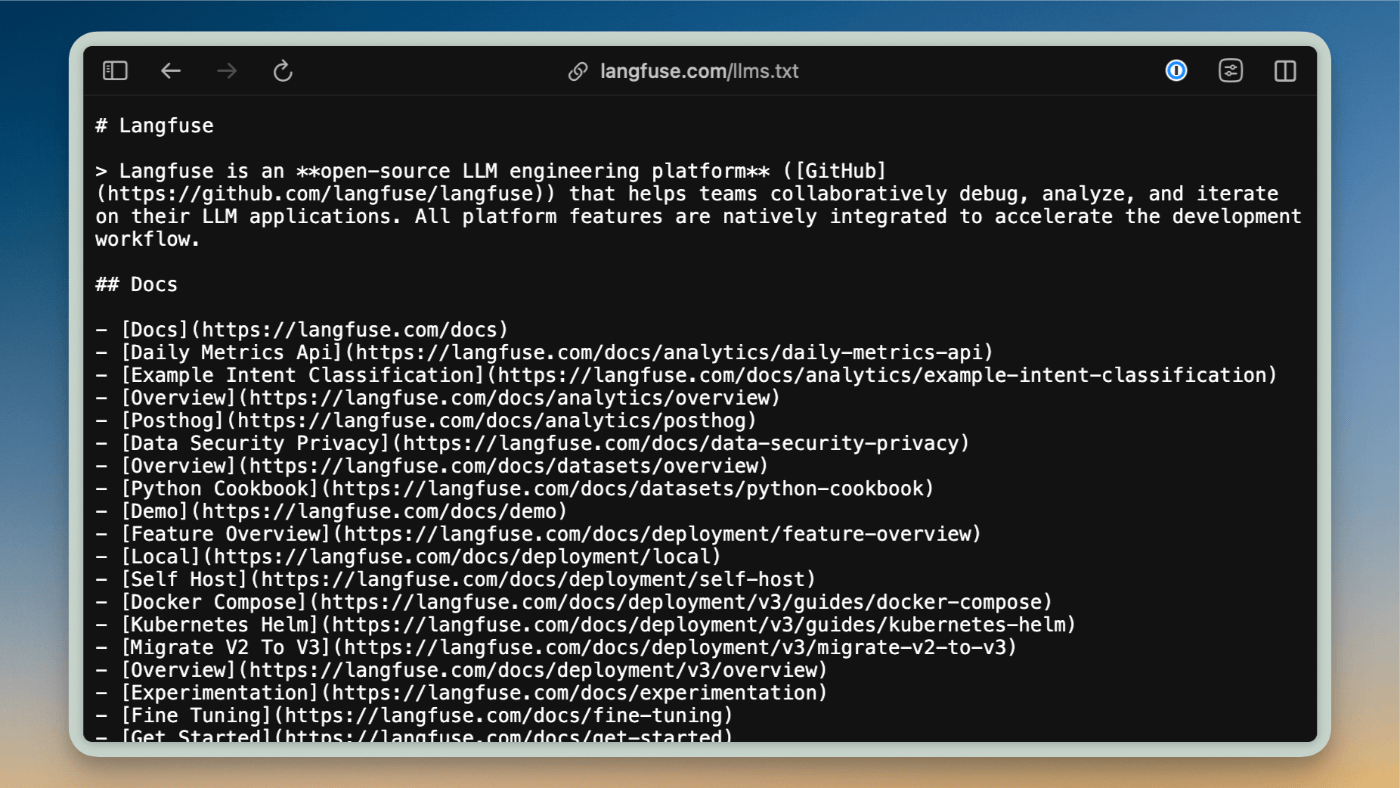 langfuse.com/llms.txt
# Langfuse
> Langfuse is an **open-source LLM engineering platform** ([GitHub]
(https://github.com/langfuse/langfuse)) that helps teams collaboratively debug, analyze, and iterate
on their LLM applications. All platform features are natively integrated to accelerate the development
workflow.
## Docs
- [Docs](https://langfuse.com/docs)
- [Daily Metrics Api](https://langfuse.com/docs/analytics/daily-metrics-api)
- [Example Intent Classification](https://langfuse.com/docs/analytics/example-intent-classification)
- [Overview](https://langfuse.com/docs/analytics/overview)
- [Posthog](https://langfuse.com/docs/analytics/posthog)
- [Data Security Privacy](https://langfuse.com/docs/data-security-privacy)
- [Overview](https://langfuse.com/docs/datasets/overview)
- [Python Cookbook](https://langfuse.com/docs/datasets/python-cookbook)
- [Demo](https://langfuse.com/docs/demo)
- [Feature Overview](https://langfuse.com/docs/deployment/feature-overview)
- [Local](https://langfuse.com/docs/deployment/local)
- [Self Host](https://langfuse.com/docs/deployment/self-host)
- [Docker Compose](https://langfuse.com/docs/deployment/v3/guides/docker-compose)
- [Kubernetes Helm](https://langfuse.com/docs/deployment/v3/guides/kubernetes-helm)
- [Migrate V2 To V3](https://langfuse.com/docs/deployment/v3/migrate-v2-to-v3)
- [Overview](https://langfuse.com/docs/deployment/v3/overview)
- [Experimentation](https://langfuse.com/docs/experimentation)
- [Fine Tuning](https://langfuse.com/docs/fine-tuning)
- [Get Started](https://langfuse.com/docs/get-started)